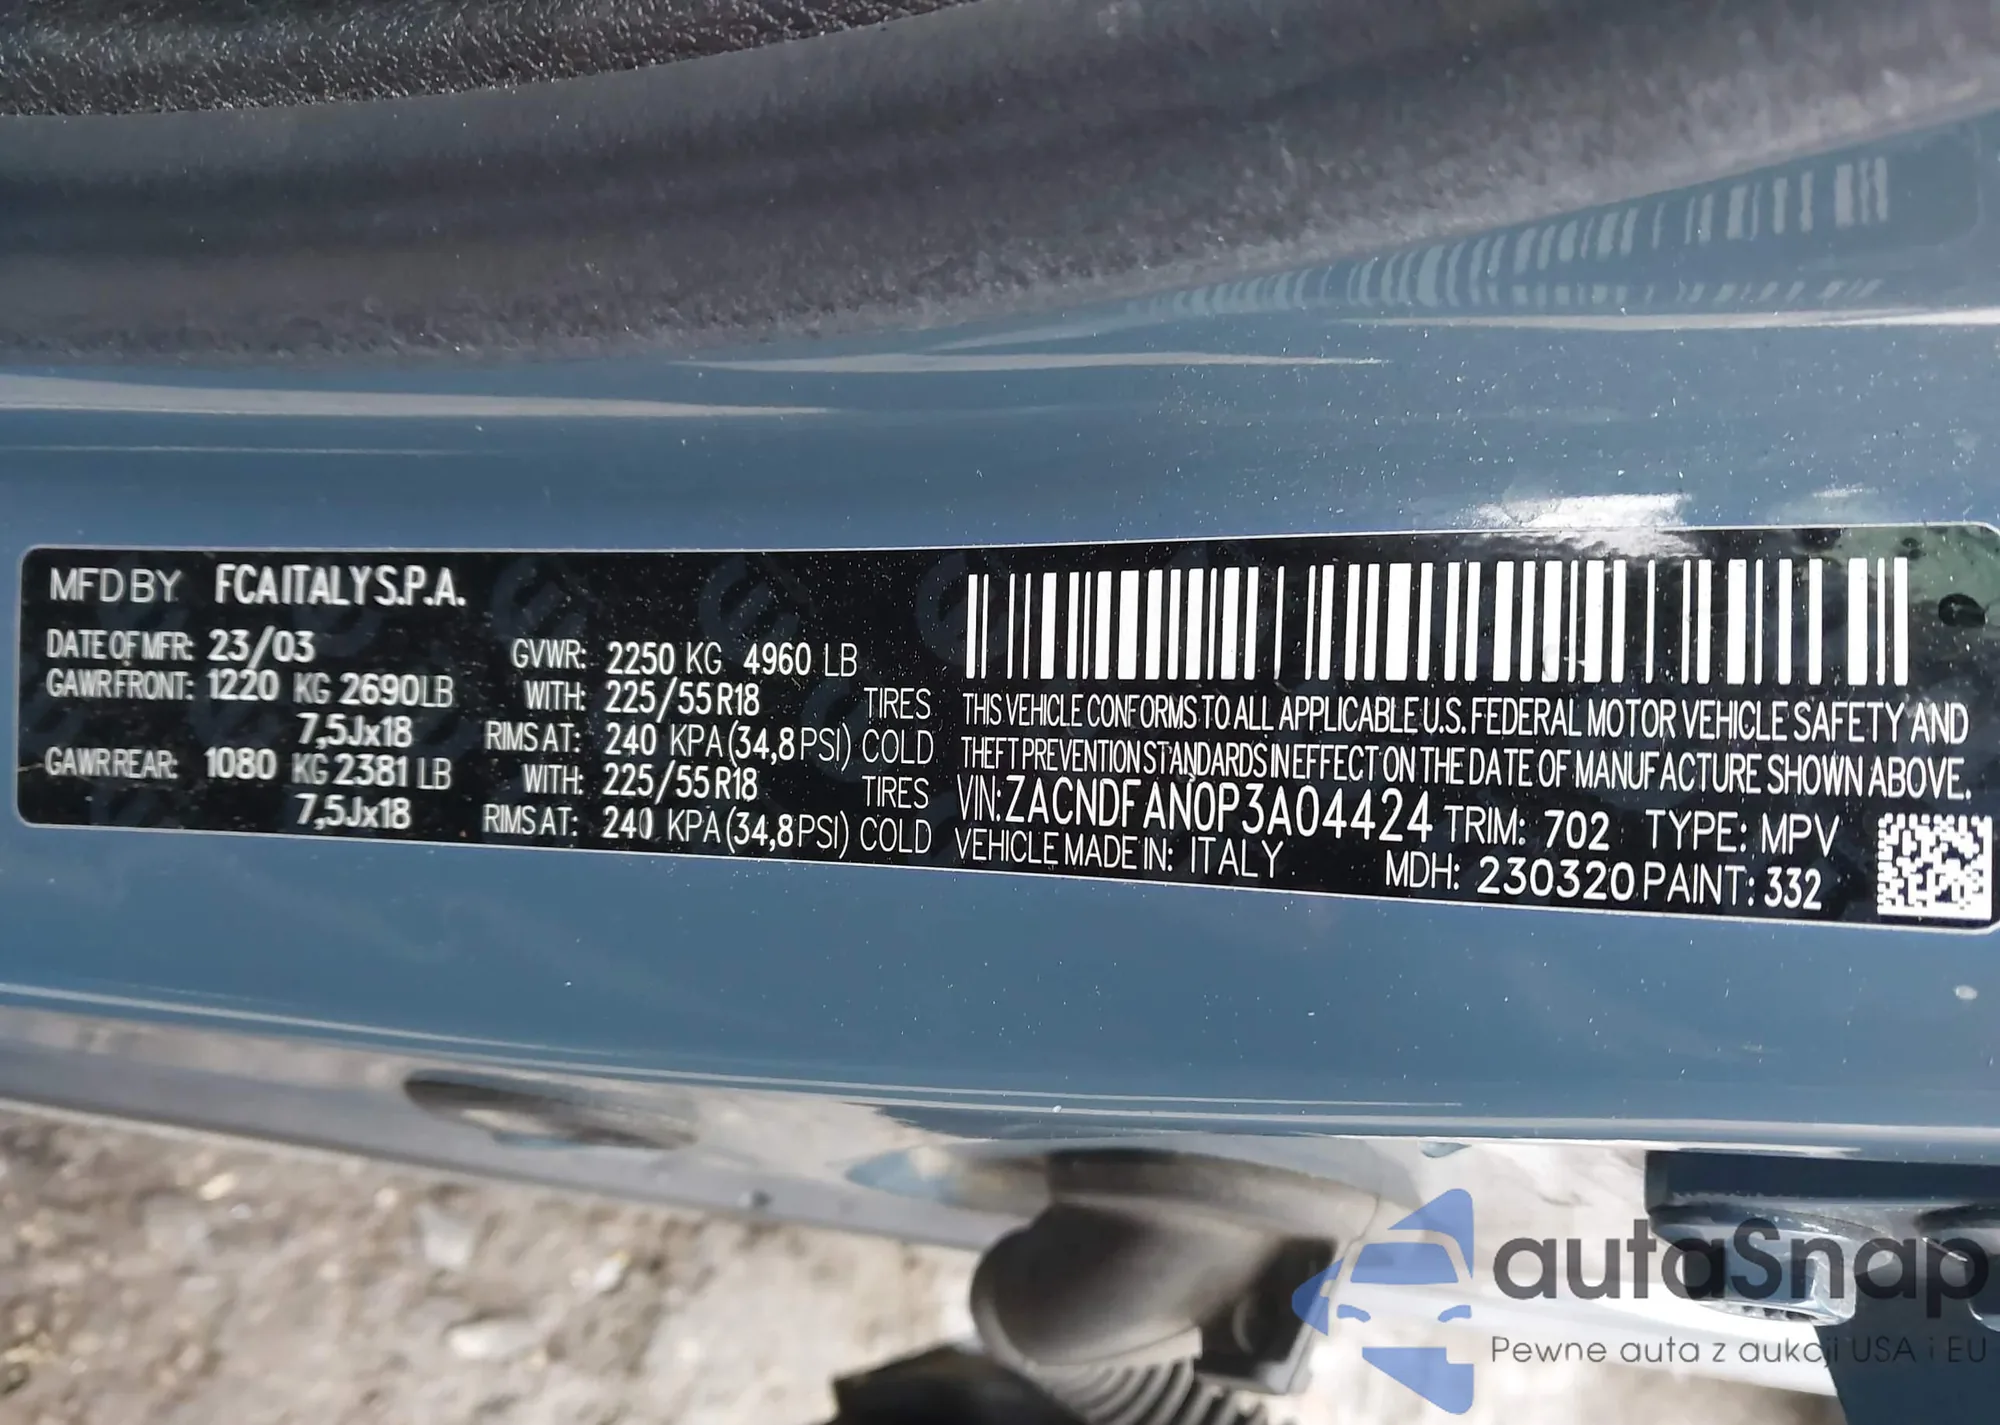 MFD BY FCA ITALY S.P.A.
DATE OF MFR: 23/03 GVWR: 2250 KG 4960 LB
GAWR FRONT: 1220 KG 2690 LB WITH: 225/55 R18 TIRES
7,5Jx18 RIMS AT: 240 KPA (34,8 PSI) COLD
GAWR REAR: 1080 KG 2381 LB WITH: 225/55 R18 TIRES
7,5Jx18 RIMS AT: 240 KPA (34,8 PSI) COLD
THIS VEHICLE CONFORMS TO ALL APPLICABLE U.S. FEDERAL MOTOR VEHICLE SAFETY AND
THEFT PREVENTION STANDARDS IN EFFECT ON THE DATE OF MANUFACTURE SHOWN ABOVE.
VIN: ZACNDFAN0P3A04424 TRIM: 702 TYPE: MPV
VEHICLE MADE IN: ITALY MDH: 230320 PAINT: 332
autaSnap
Pewne auta z aukcji USA i EU